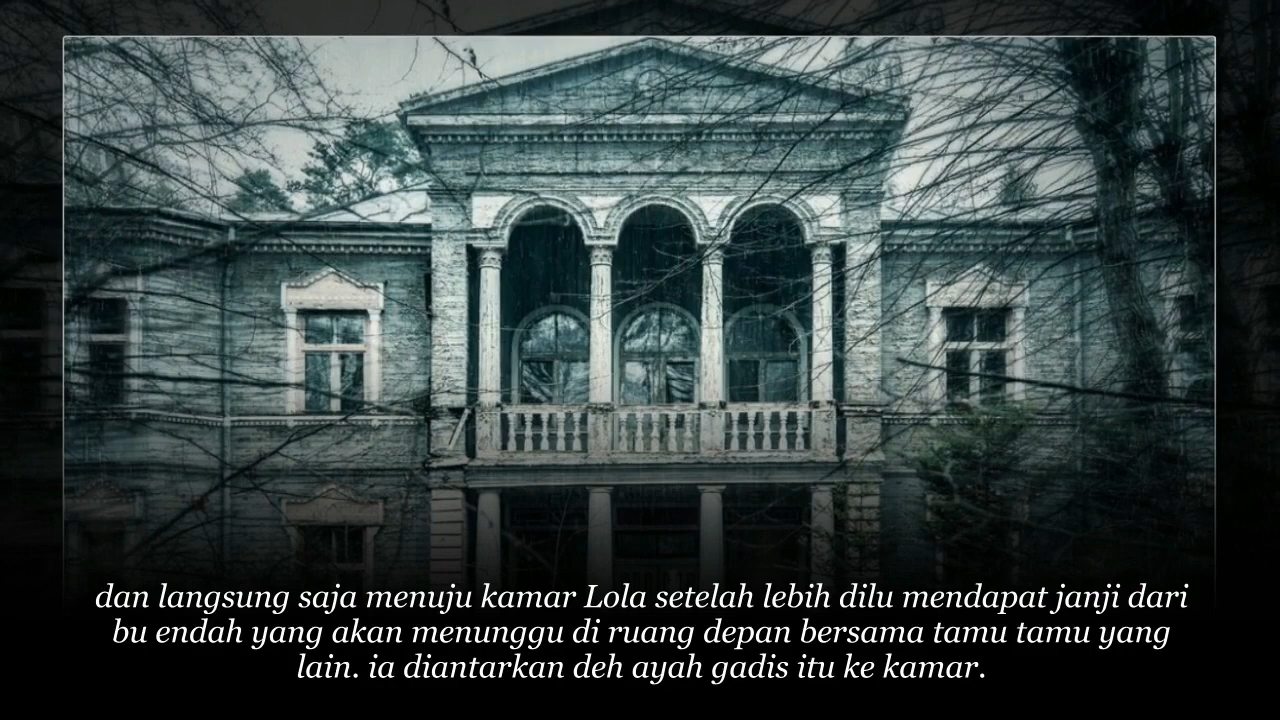 dan langsung saja menuju kamar Lola setelah lebih dilu mendapat janji dari
bu endah yang akan menunggu di ruang depan bersama tamu tamu yang
lain. ia diantarkan deh ayah gadis itu ke kamar.